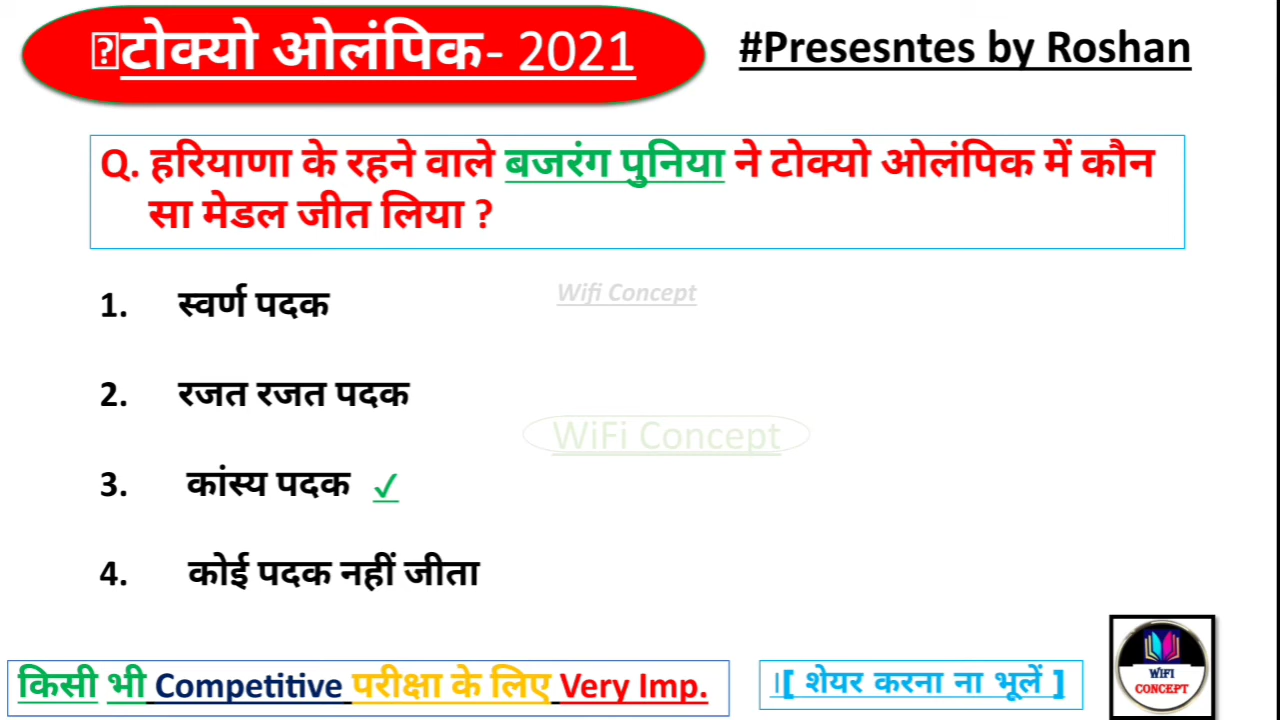 टोक्यो ओलंपिक- 2021
#Presesntes by Roshan
Q. हरियाणा के रहने वाले बजरंग पुनिया ने टोक्यो ओलंपिक में कौन
सा मेडल जीत लिया ?
1. स्वर्ण पदक
Wifi Concept
2. रजत रजत पदक
WiFi Concept
3. कांस्य पदक ✓
4. कोई पदक नहीं जीता
किसी भी Competitive परीक्षा के लिए Very Imp.
।[ शेयर करना ना भूलें ]
WiFI
CONCEPT